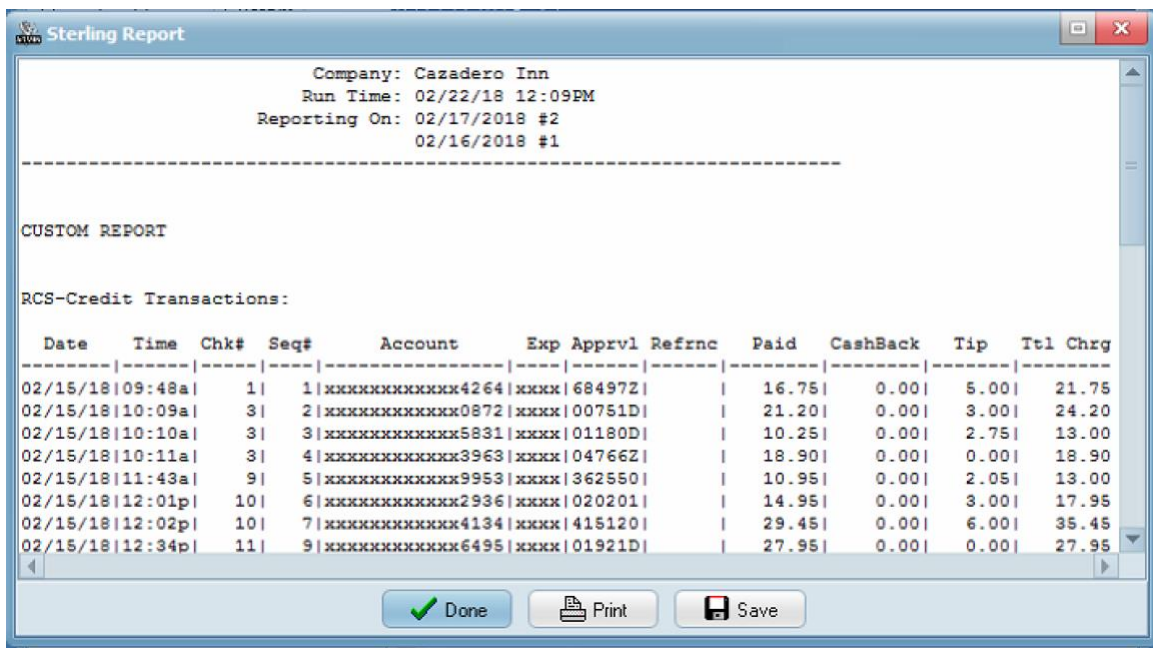 Sterling Report
Company: Cazadero Inn
Run Time: 02/22/18 12:09PM
Reporting On: 02/17/2018 #2
02/16/2018 #1
--------------------------------------------------------------------------
CUSTOM REPORT
RCS-Credit Transactions:
Date Time Chk# Seq# Account Exp Apprvl Refrnc Paid CashBack Tip Ttl Chrg
--------|------|-----|-----|----------------|----|------|------|--------|--------|-------|--------
02/15/18|09:48a| 1| 1|xxxxxxxxxxxx4264|xxxx|68497Z| | 16.75| 0.00| 5.00| 21.75
02/15/18|10:09a| 3| 2|xxxxxxxxxxxx0872|xxxx|00751D| | 21.20| 0.00| 3.00| 24.20
02/15/18|10:10a| 3| 3|xxxxxxxxxxxx5831|xxxx|01180D| | 10.25| 0.00| 2.75| 13.00
02/15/18|10:11a| 3| 4|xxxxxxxxxxxx3963|xxxx|04766Z| | 18.90| 0.00| 0.00| 18.90
02/15/18|11:43a| 9| 5|xxxxxxxxxxxx9953|xxxx|362550| | 10.95| 0.00| 2.05| 13.00
02/15/18|12:01p| 10| 6|xxxxxxxxxxxx2936|xxxx|020201| | 14.95| 0.00| 3.00| 17.95
02/15/18|12:02p| 10| 7|xxxxxxxxxxxx4134|xxxx|415120| | 29.45| 0.00| 6.00| 35.45
02/15/18|12:34p| 11| 9|xxxxxxxxxxxx6495|xxxx|01921D| | 27.95| 0.00| 0.00| 27.95
Done Print Save